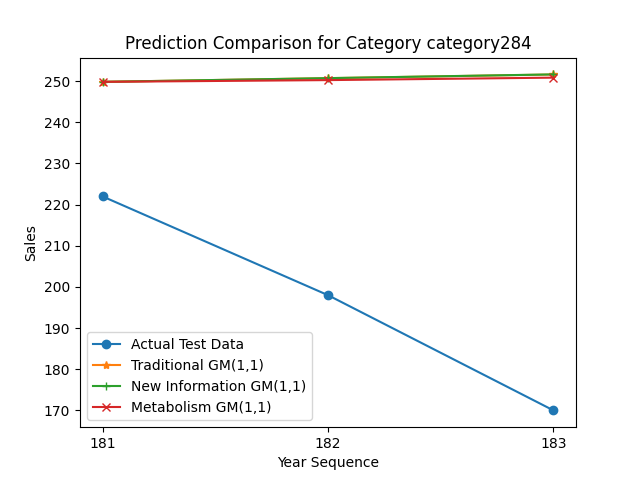 Prediction Comparison for Category category284
Sales
250
240
230
220
210
200
190
180
170
Actual Test Data
Traditional GM(1,1)
New Information GM(1,1)
Metabolism GM(1,1)
181
182
183
Year Sequence